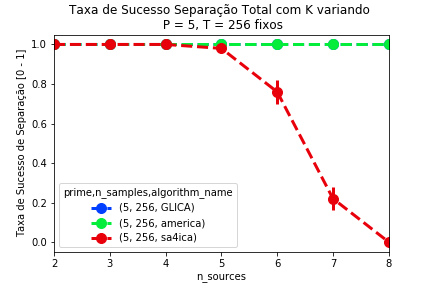 Taxa de Sucesso Separação Total com K variando
P = 5, T = 256 fixos
Taxa de Sucesso de Separação [0 - 1]
1.0
0.8
0.6
0.4
0.2
0.0
prime,n_samples,algorithm_name
(5, 256, GLICA)
(5, 256, america)
(5, 256, sa4ica)
2 3 4 5 6 7 8
n_sources